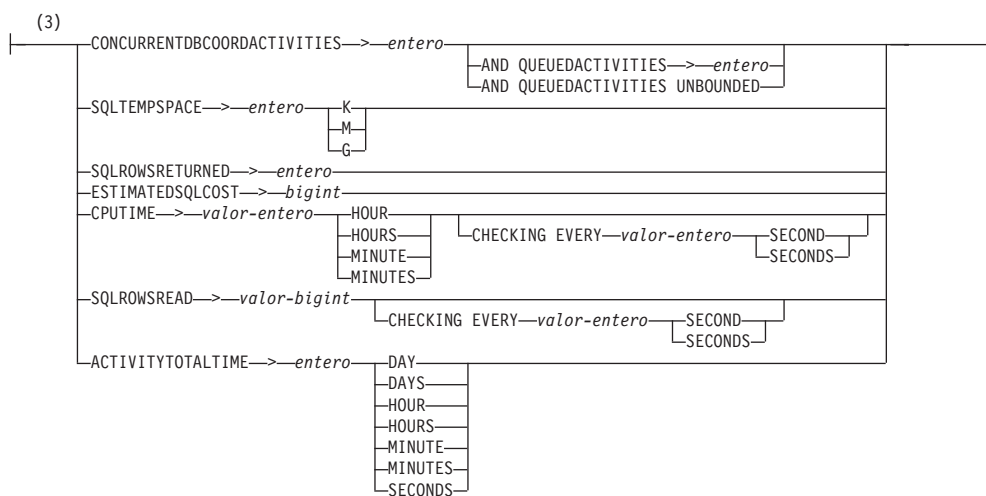 (3)
CONCURRENTDBCOORDACTIVITIES > entero
AND QUEUEDACTIVITIES > entero
AND QUEUEDACTIVITIES UNBOUNDED
SQLTEMPSPACE > entero K
M
G
SQLROWSRETURNED > entero
ESTIMATEDSQLCOST > bigint
CPUTIME > valor-entero HOUR
HOURS CHECKING EVERY valor-entero SECOND
MINUTE SECONDS
MINUTES
SQLROWSREAD > valor-bigint
CHECKING EVERY valor-entero SECOND
SECONDS
ACTIVITYTOTALTIME > entero DAY
DAYS
HOUR
HOURS
MINUTE
MINUTES
SECONDS